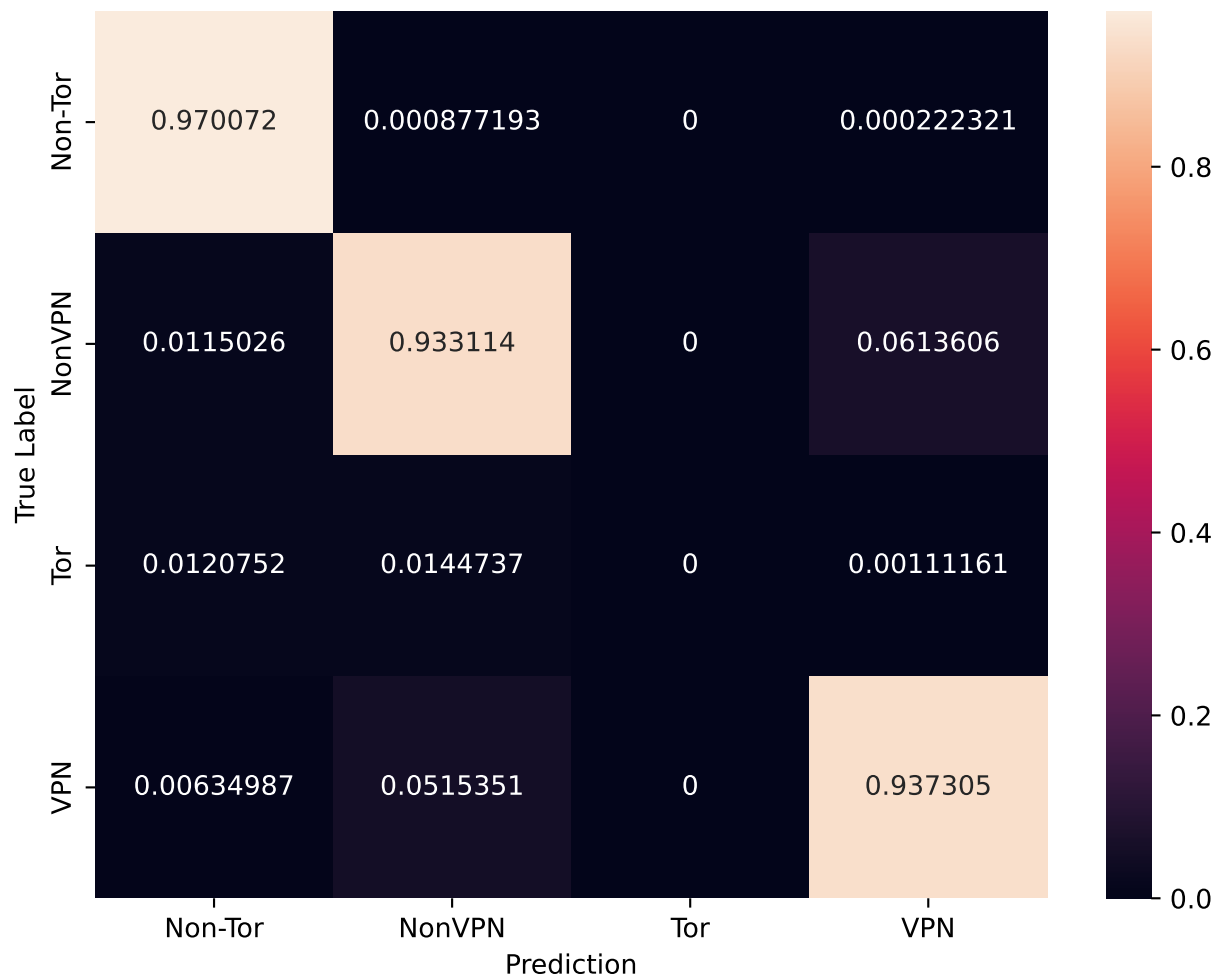 Non-Tor 0.970072 0.000877193 0 0.000222321
NonVPN 0.0115026 0.933114 0 0.0613606
Tor 0.0120752 0.0144737 0 0.00111161
VPN 0.00634987 0.0515351 0 0.937305
True Label
Non-Tor NonVPN Tor VPN
Prediction
0.8
0.6
0.4
0.2
0.0